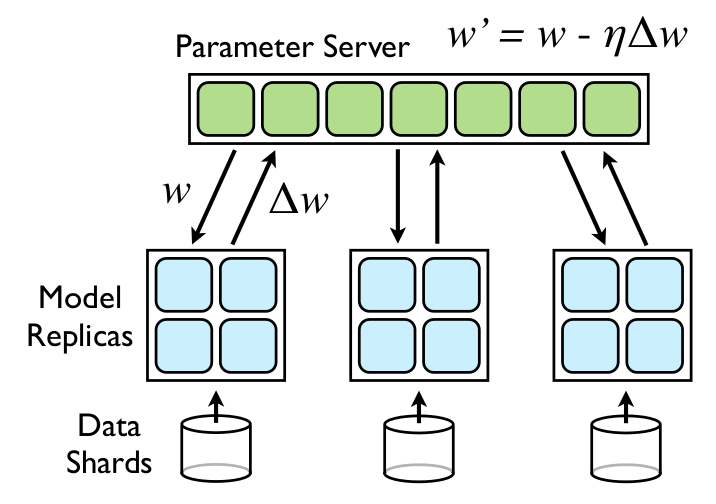 Parameter Server
w’ = w - ηΔw
w
Δw
Model
Replicas
Data
Shards